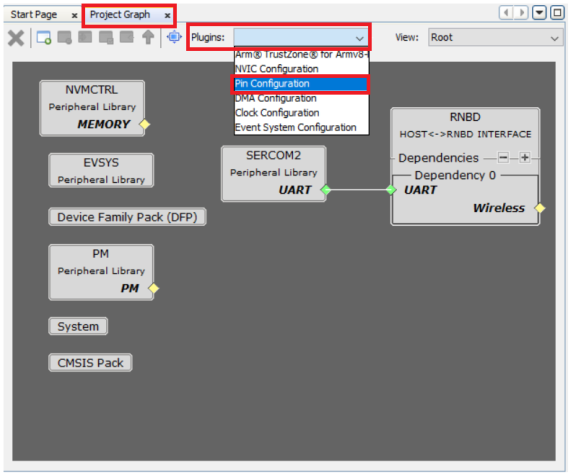 Start Page x Project Graph x
Plugins: View: Root
Arm® TrustZone® for Armv8-
NVIC Configuration
Pin Configuration
DMA Configuration
Clock Configuration
Event System Configuration
NVMCTRL
Peripheral Library
MEMORY
EVSYS
Peripheral Library
Device Family Pack (DFP)
PM
Peripheral Library
PM
System
CMSIS Pack
SERCOM2
Peripheral Library
UART
RNBD
HOST<->RNBD INTERFACE
Dependencies
Dependency 0
UART
Wireless